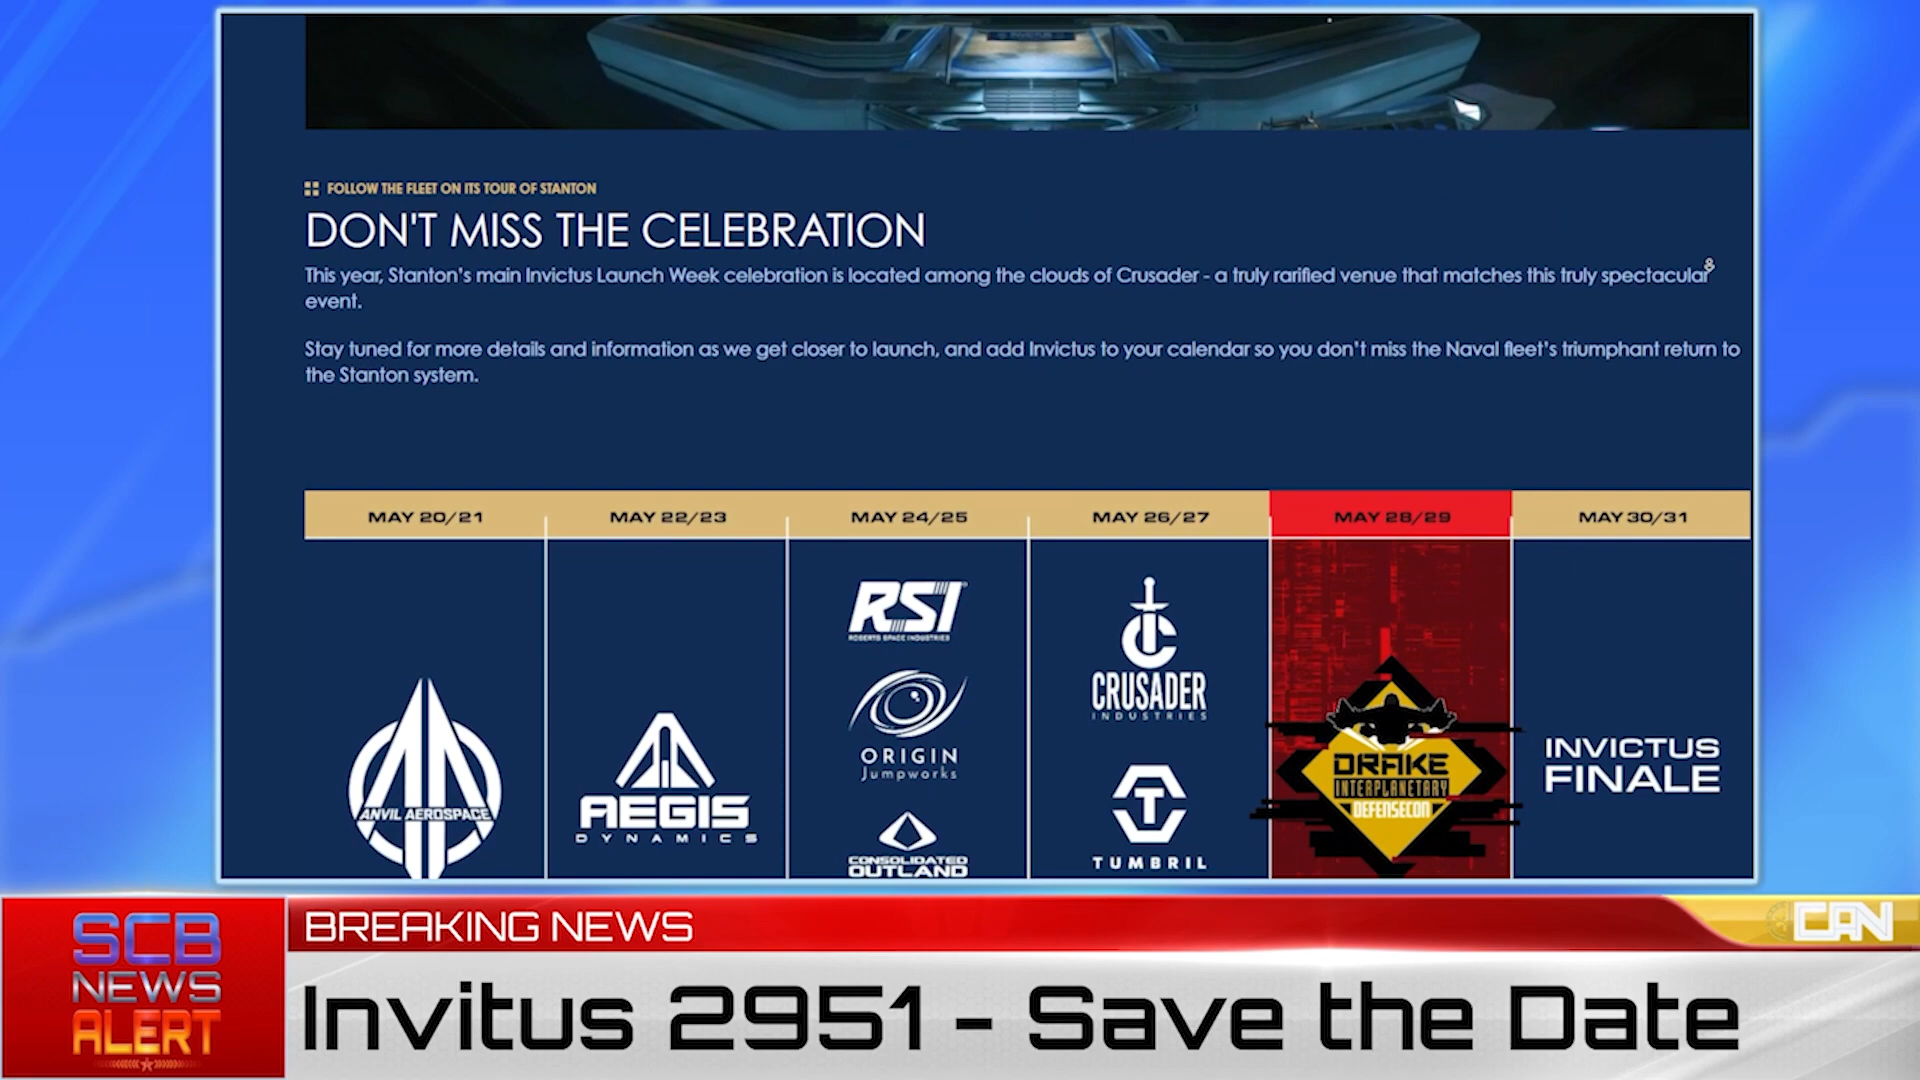 INVICTUS
FOLLOW THE FLEET ON ITS TOUR OF STANTON
DON'T MISS THE CELEBRATION
This year, Stanton's main Invictus Launch Week celebration is located among the clouds of Crusader - a truly rarified venue that matches this truly spectacular
event.
Stay tuned for more details and information as we get closer to launch, and add Invictus to your calendar so you don't miss the Naval fleet's triumphant return to
the Stanton system.
MAY 20/21
MAY 22/23
MAY 24/25
MAY 26/27
MAY 28/29
MAY 30/31
ANVIL AEROSPACE
AEGIS
DYNAMICS
RSI
ROBERTS SPACE INDUSTRIES
ORIGIN
Jumpworks
CONSOLIDATED
OUTLAND
CRUSADER
INDUSTRIES
TUMBRIL
DRAKE
INTERPLANETARY
DEFENSECON
INVICTUS
FINALE
SCB
NEWS
ALERT
BREAKING NEWS
CAN
Invitus 2951 - Save the Date